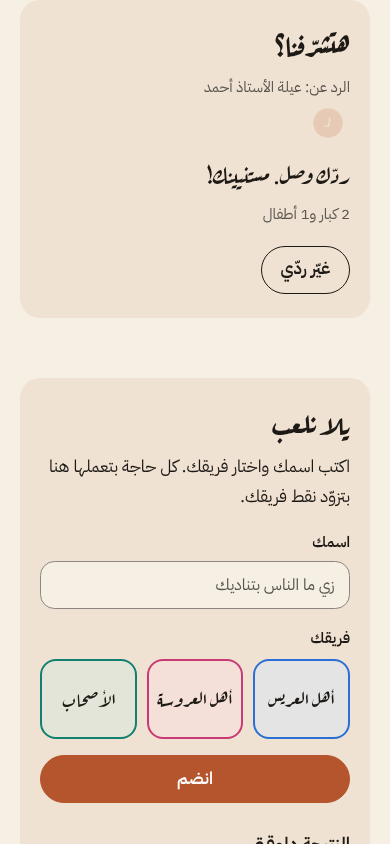 هتشرّفنا؟
الرد عن: عيلة الأستاذ أحمد
ردّك وصل. مستنيينك!
2 كبار و1 أطفال
غيّر ردّي
يلا نلعب
اكتب اسمك واختار فريقك. كل حاجة بتعملها هنا
بتزوّد نقط فريقك.
اسمك
زي ما الناس بتناديك
فريقك
أهل العريس
أهل العروسة
الأصحاب
انضم